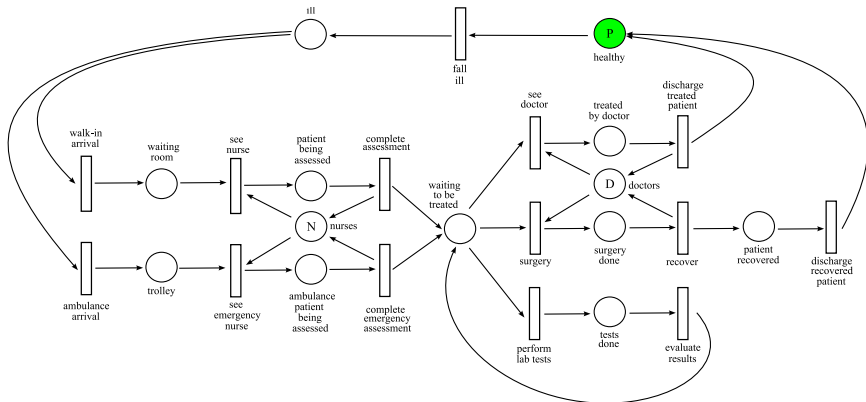 ill
P
healthy
fall
ill
walk-in
arrival
waiting
room
see
nurse
patient
being
assessed
complete
assessment
N
nurses
ambulance
arrival
trolley
see
emergency
nurse
ambulance
patient
being
assessed
complete
emergency
assessment
waiting
to be
treated
see
doctor
treated
by doctor
discharge
treated
patient
D
doctors
surgery
surgery
done
recover
patient
recovered
discharge
recovered
patient
perform
lab tests
tests
done
evaluate
results